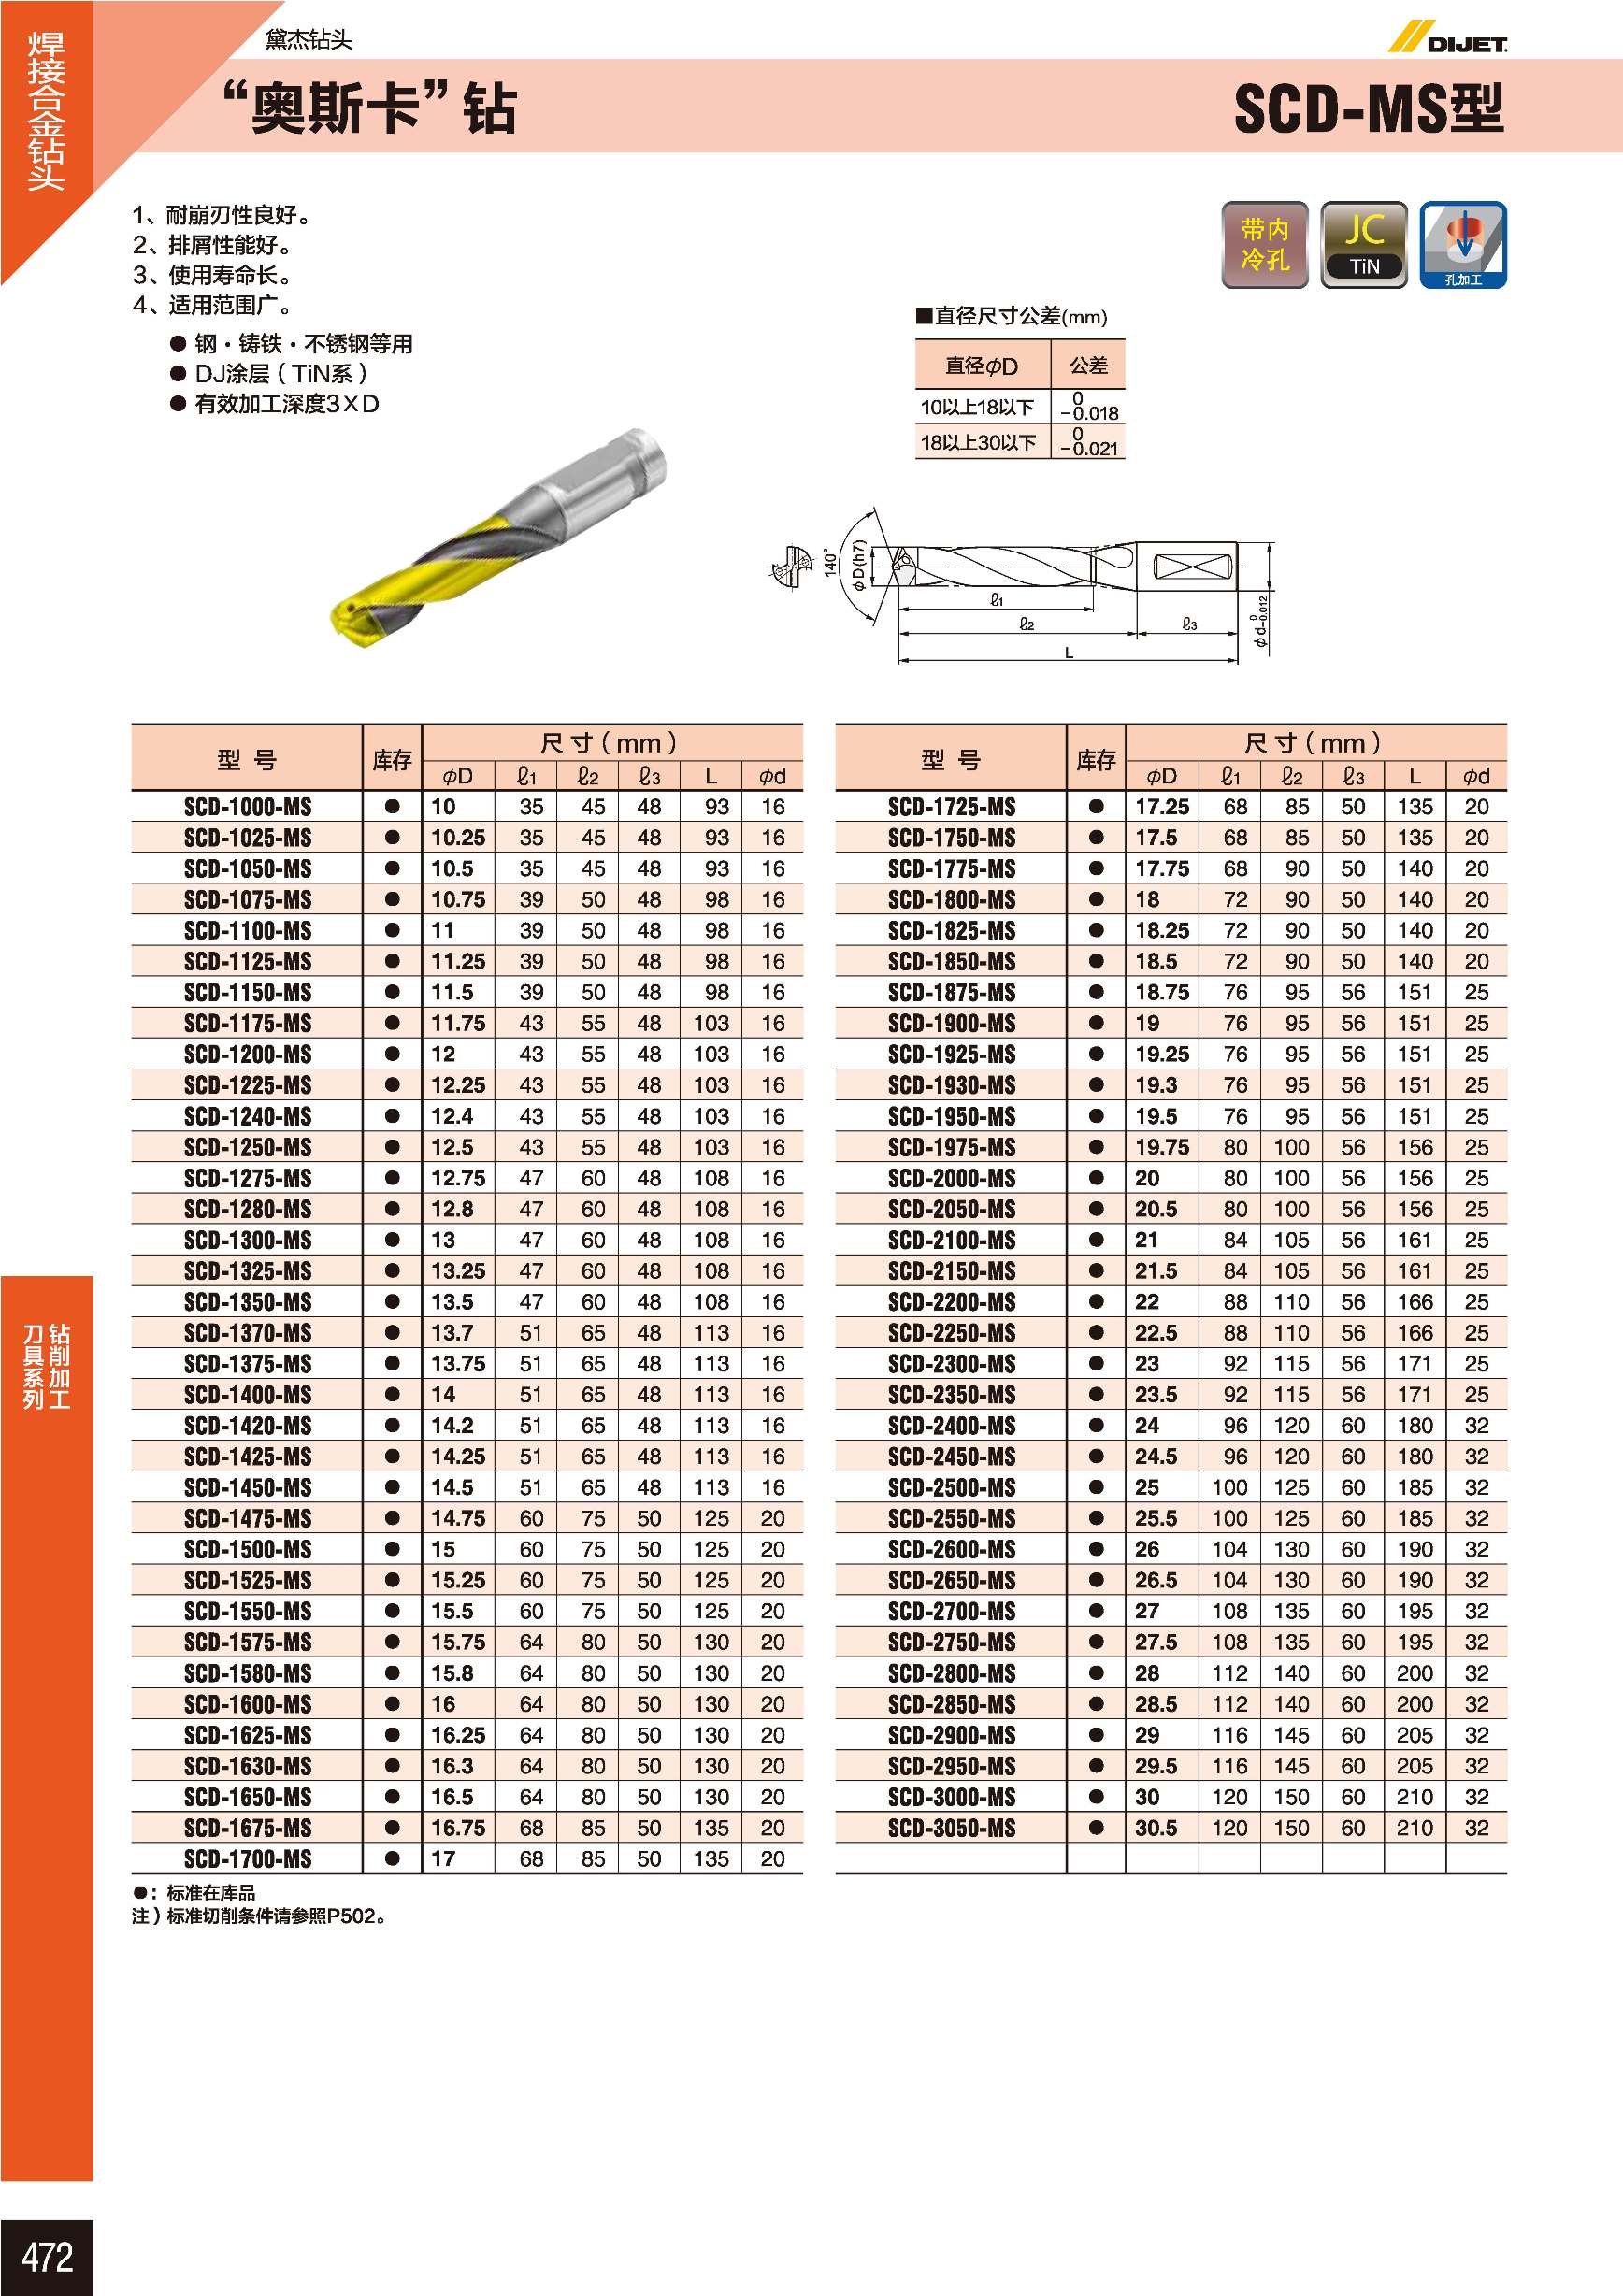 焊接合金钻头
黛杰钻头
DIJET
“奥斯卡”钻
SCD-MS型
1、耐崩刃性良好。
2、排屑性能好。
3、使用寿命长。
4、适用范围广。
● 钢・铸铁・不锈钢等用
● DJ涂层（TiN系）
● 有效加工深度3×D
带内冷孔
JC
TiN
孔加工
■直径尺寸公差(mm)
直径φD 公差
10以上18以下 0 -0.018
18以上30以下 0 -0.021
140°
φD(h7)
ℓ1
ℓ2
ℓ3
L
φd 0 -0.012
型 号 库存 尺寸（mm）
φD ℓ1 ℓ2 ℓ3 L φd
SCD-1000-MS ● 10 35 45 48 93 16
SCD-1025-MS ● 10.25 35 45 48 93 16
SCD-1050-MS ● 10.5 35 45 48 93 16
SCD-1075-MS ● 10.75 39 50 48 98 16
SCD-1100-MS ● 11 39 50 48 98 16
SCD-1125-MS ● 11.25 39 50 48 98 16
SCD-1150-MS ● 11.5 39 50 48 98 16
SCD-1175-MS ● 11.75 43 55 48 103 16
SCD-1200-MS ● 12 43 55 48 103 16
SCD-1225-MS ● 12.25 43 55 48 103 16
SCD-1240-MS ● 12.4 43 55 48 103 16
SCD-1250-MS ● 12.5 43 55 48 103 16
SCD-1275-MS ● 12.75 47 60 48 108 16
SCD-1280-MS ● 12.8 47 60 48 108 16
SCD-1300-MS ● 13 47 60 48 108 16
SCD-1325-MS ● 13.25 47 60 48 108 16
SCD-1350-MS ● 13.5 47 60 48 108 16
SCD-1370-MS ● 13.7 51 65 48 113 16
SCD-1375-MS ● 13.75 51 65 48 113 16
SCD-1400-MS ● 14 51 65 48 113 16
SCD-1420-MS ● 14.2 51 65 48 113 16
SCD-1425-MS ● 14.25 51 65 48 113 16
SCD-1450-MS ● 14.5 51 65 48 113 16
SCD-1475-MS ● 14.75 60 75 50 125 20
SCD-1500-MS ● 15 60 75 50 125 20
SCD-1525-MS ● 15.25 60 75 50 125 20
SCD-1550-MS ● 15.5 60 75 50 125 20
SCD-1575-MS ● 15.75 64 80 50 130 20
SCD-1580-MS ● 15.8 64 80 50 130 20
SCD-1600-MS ● 16 64 80 50 130 20
SCD-1625-MS ● 16.25 64 80 50 130 20
SCD-1630-MS ● 16.3 64 80 50 130 20
SCD-1650-MS ● 16.5 64 80 50 130 20
SCD-1675-MS ● 16.75 68 85 50 135 20
SCD-1700-MS ● 17 68 85 50 135 20
型 号 库存 尺寸（mm）
φD ℓ1 ℓ2 ℓ3 L φd
SCD-1725-MS ● 17.25 68 85 50 135 20
SCD-1750-MS ● 17.5 68 85 50 135 20
SCD-1775-MS ● 17.75 68 90 50 140 20
SCD-1800-MS ● 18 72 90 50 140 20
SCD-1825-MS ● 18.25 72 90 50 140 20
SCD-1850-MS ● 18.5 72 90 50 140 20
SCD-1875-MS ● 18.75 76 95 56 151 25
SCD-1900-MS ● 19 76 95 56 151 25
SCD-1925-MS ● 19.25 76 95 56 151 25
SCD-1930-MS ● 19.3 76 95 56 151 25
SCD-1950-MS ● 19.5 76 95 56 151 25
SCD-1975-MS ● 19.75 80 100 56 156 25
SCD-2000-MS ● 20 80 100 56 156 25
SCD-2050-MS ● 20.5 80 100 56 156 25
SCD-2100-MS ● 21 84 105 56 161 25
SCD-2150-MS ● 21.5 84 105 56 161 25
SCD-2200-MS ● 22 88 110 56 166 25
SCD-2250-MS ● 22.5 88 110 56 166 25
SCD-2300-MS ● 23 92 115 56 171 25
SCD-2350-MS ● 23.5 92 115 56 171 25
SCD-2400-MS ● 24 96 120 60 180 32
SCD-2450-MS ● 24.5 96 120 60 180 32
SCD-2500-MS ● 25 100 125 60 185 32
SCD-2550-MS ● 25.5 100 125 60 185 32
SCD-2600-MS ● 26 104 130 60 190 32
SCD-2650-MS ● 26.5 104 130 60 190 32
SCD-2700-MS ● 27 108 135 60 195 32
SCD-2750-MS ● 27.5 108 135 60 195 32
SCD-2800-MS ● 28 112 140 60 200 32
SCD-2850-MS ● 28.5 112 140 60 200 32
SCD-2900-MS ● 29 116 145 60 205 32
SCD-2950-MS ● 29.5 116 145 60 205 32
SCD-3000-MS ● 30 120 150 60 210 32
SCD-3050-MS ● 30.5 120 150 60 210 32
●：标准在库品
注）标准切削条件请参照P502。
钻削加工
刀具系列
472